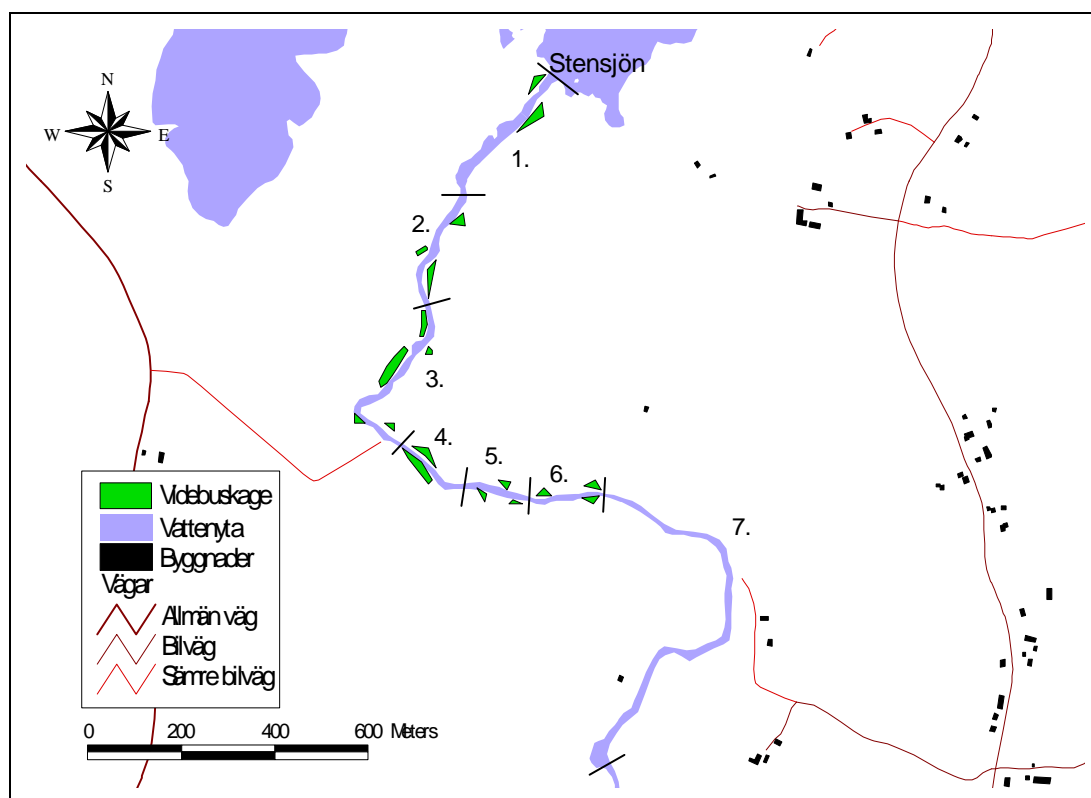 Stensjön
N
W E
S
1.
2.
3.
4.
5.
6.
7.
Videbuskage
Vattenyta
Byggnader
Vägar
Allmän väg
Bilväg
Sämre bilväg
0 200 400 600 Meters